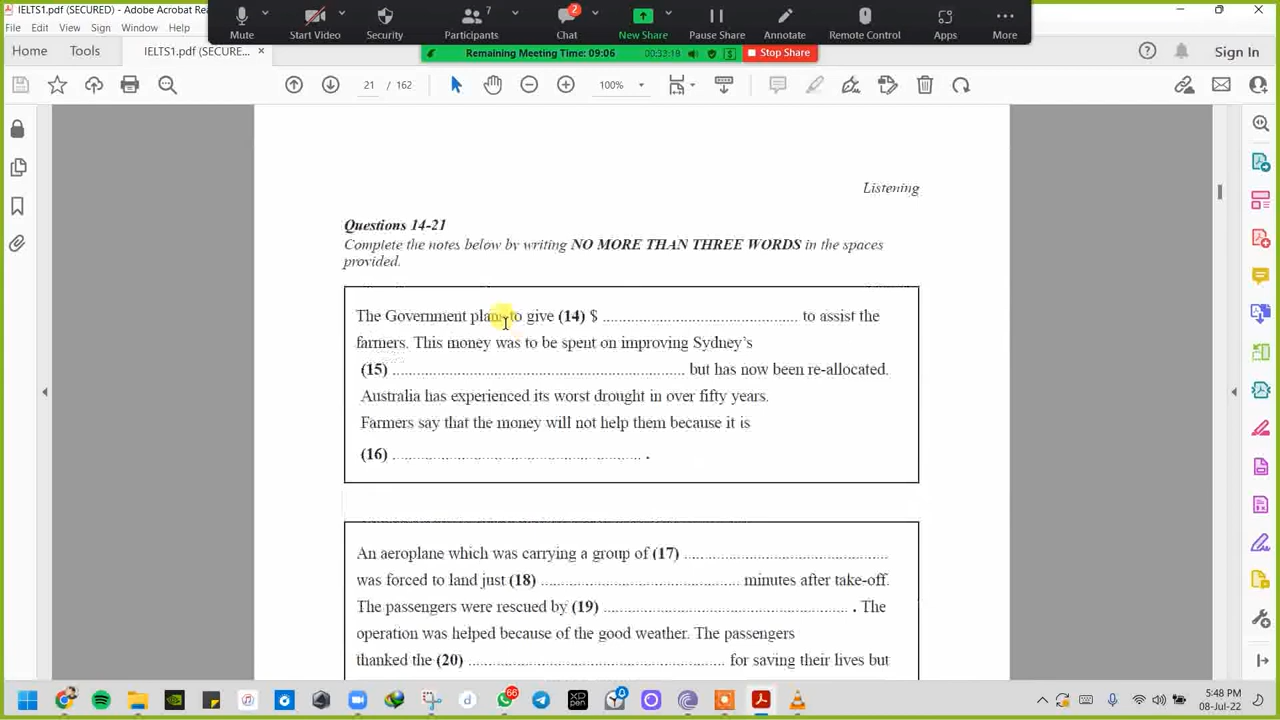 IELTS1.pdf (SECURED) - Adobe Acrobat Rea
File Edit View Sign Window Help
Mute Start Video Security Participants 7 Chat 2 New Share Pause Share Annotate Remote Control Apps More
Remaining Meeting Time: 09:06 00:33:18 Stop Share
Home Tools IELTS1.pdf (SECURE... × Sign In
21 / 162 100%
Listening
Questions 14-21
Complete the notes below by writing NO MORE THAN THREE WORDS in the spaces
provided.
The Government plans to give (14) $ ................................................. to assist the
farmers. This money was to be spent on improving Sydney's
(15) ......................................................................... but has now been re-allocated.
Australia has experienced its worst drought in over fifty years.
Farmers say that the money will not help them because it is
(16) .............................................................. .
An aeroplane which was carrying a group of (17) ...................................................
was forced to land just (18) .................................................. minutes after take-off.
The passengers were rescued by (19) ............................................................. . The
operation was helped because of the good weather. The passengers
thanked the (20) ................................................................ for saving their lives but
66
0
5:48 PM
08-Jul-22